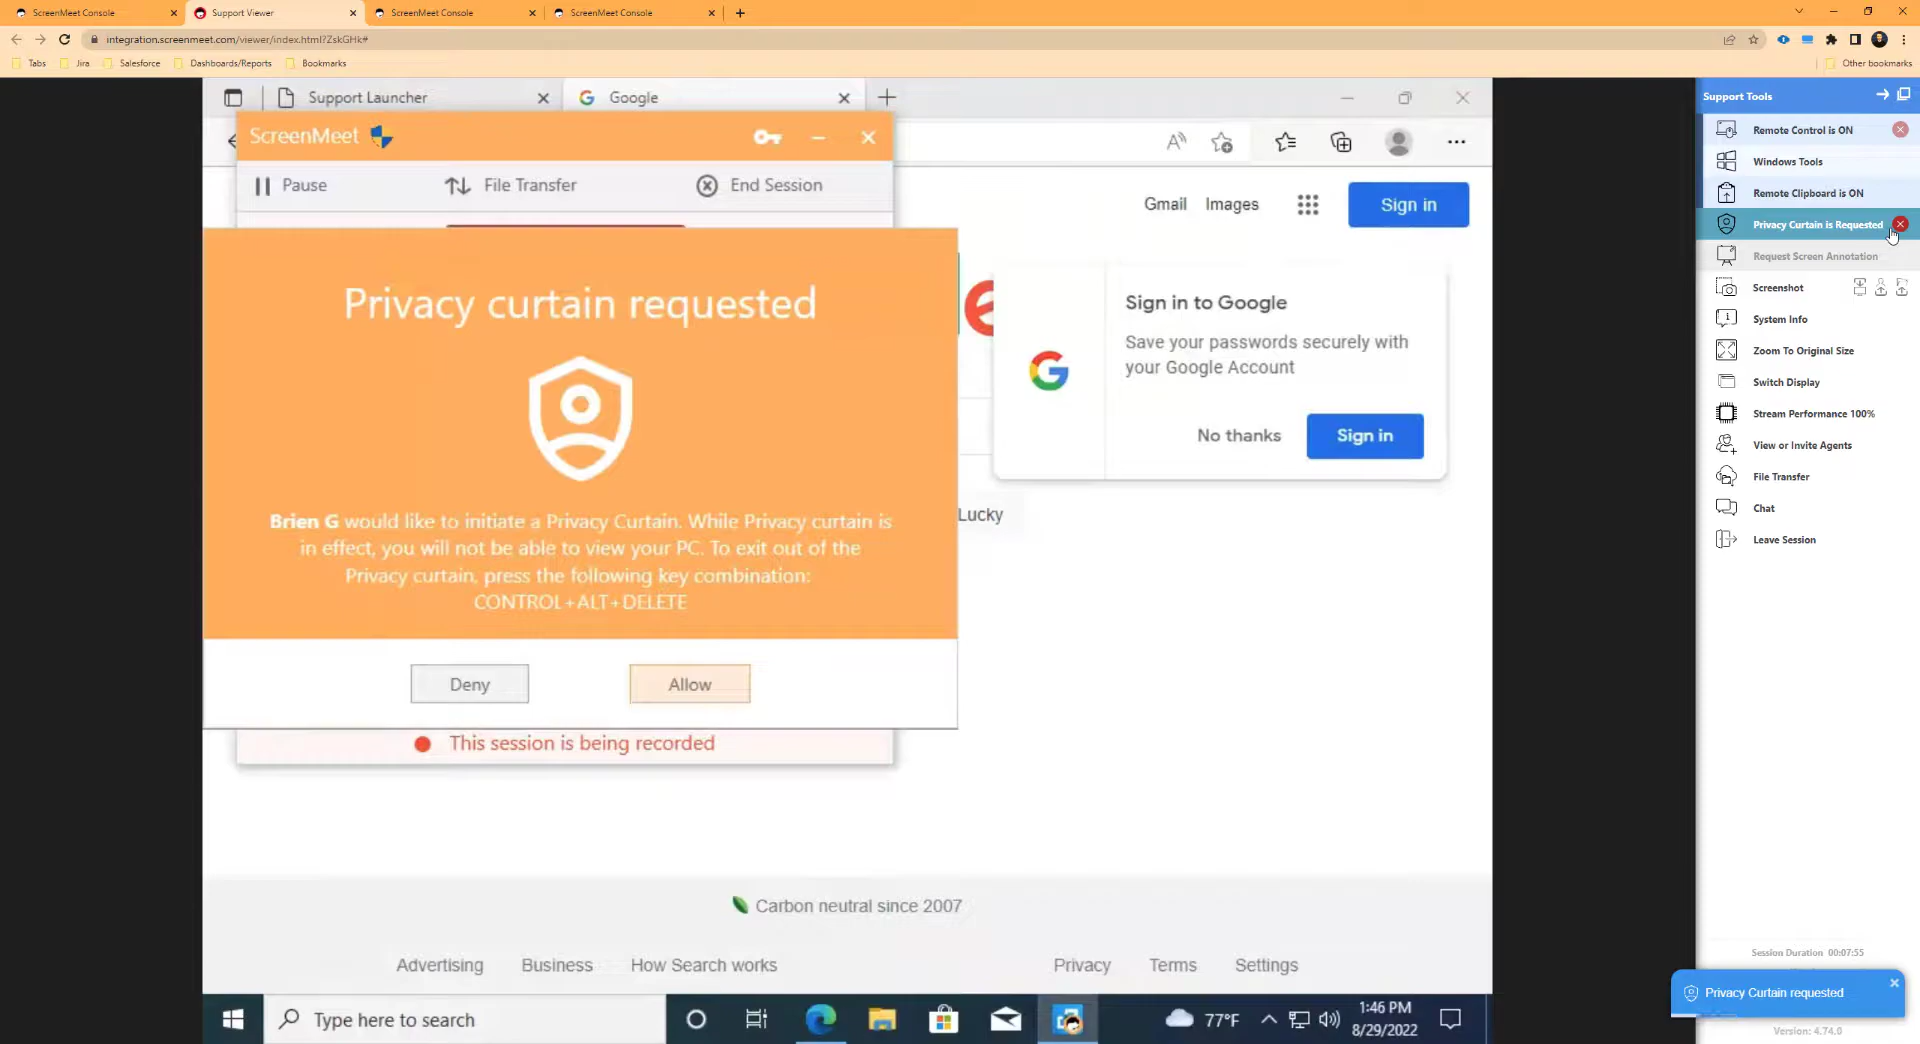 ScreenMeet Console
Support Viewer
ScreenMeet Console
ScreenMeet Console
integration.screenmeet.com/viewer/index.html?ZskGHk#
Tabs
Jira
Salesforce
Dashboards/Reports
Bookmarks
Other bookmarks
Support Launcher
Google
ScreenMeet
Pause
File Transfer
End Session
Gmail
Images
Sign in
Privacy curtain requested
Brien G would like to initiate a Privacy Curtain. While Privacy curtain is
in effect, you will not be able to view your PC. To exit out of the
Privacy curtain, press the following key combination:
CONTROL+ALT+DELETE
Deny
Allow
This session is being recorded
Sign in to Google
Save your passwords securely with
your Google Account
No thanks
Sign in
Lucky
Carbon neutral since 2007
Advertising
Business
How Search works
Privacy
Terms
Settings
Type here to search
77°F
1:46 PM
8/29/2022
Support Tools
Remote Control is ON
Windows Tools
Remote Clipboard is ON
Privacy Curtain is Requested
Request Screen Annotation
Screenshot
System Info
Zoom To Original Size
Switch Display
Stream Performance 100%
View or Invite Agents
File Transfer
Chat
Leave Session
Session Duration 00:07:55
Privacy Curtain requested
Version: 4.74.0